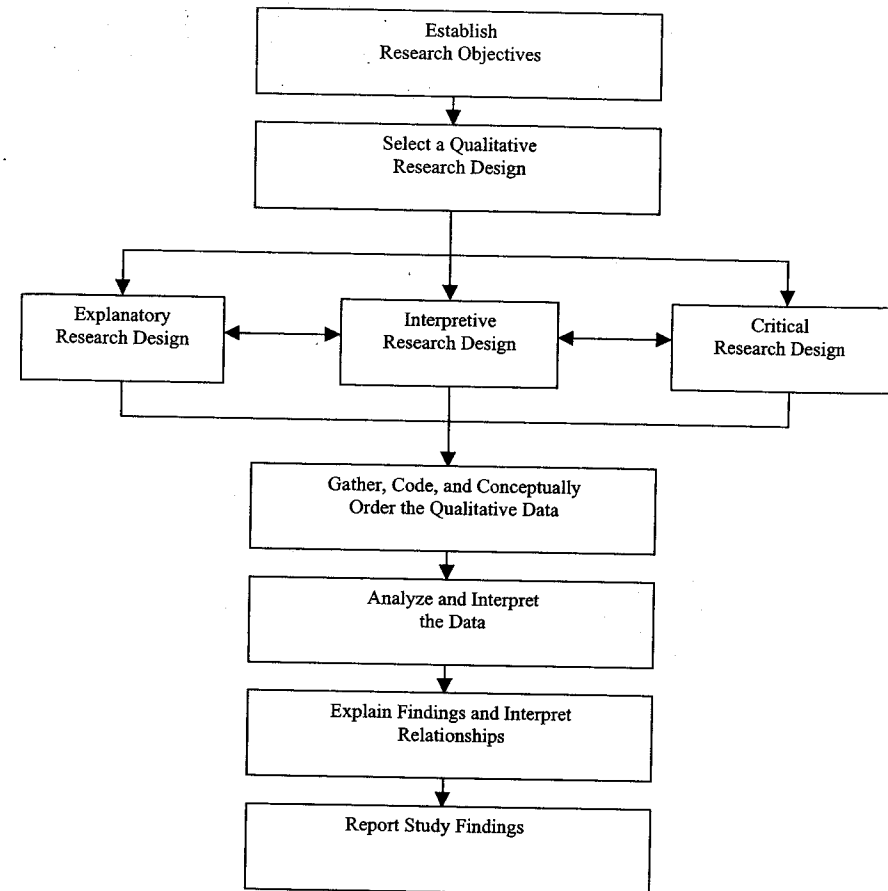 Establish
Research Objectives
Select a Qualitative
Research Design
Explanatory
Research Design
Interpretive
Research Design
Critical
Research Design
Gather, Code, and Conceptually
Order the Qualitative Data
Analyze and Interpret
the Data
Explain Findings and Interpret
Relationships
Report Study Findings